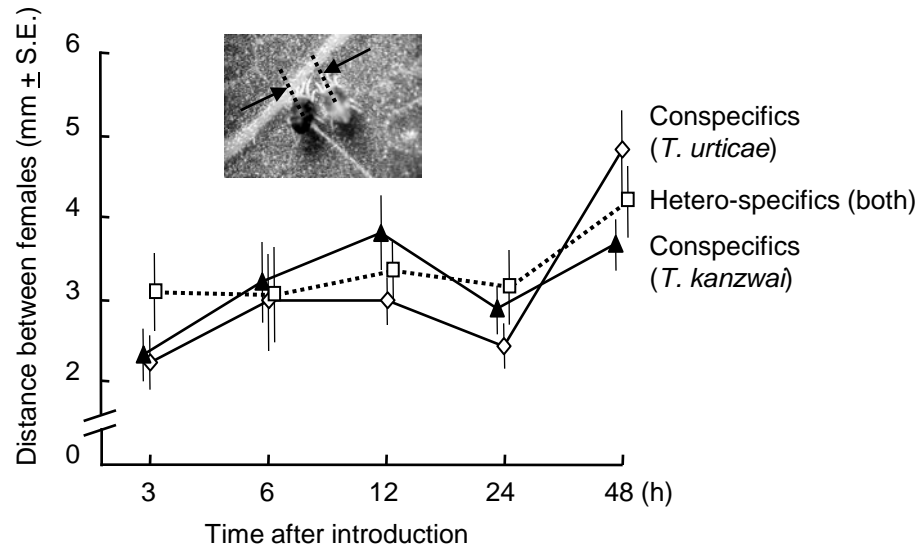 Distance between females (mm ± S.E.)
6
5
4
3
2
0
Conspecifics
(T. urticae)
Hetero-specifics (both)
Conspecifics
(T. kanzwai)
3 6 12 24 48 (h)
Time after introduction